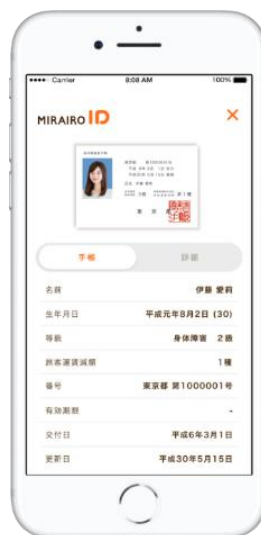 Carrier 8:08 AM 100%
MIRAIRO ID
手帳 詳細
名前 伊藤 愛莉
生年月日 平成元年8月2日 (30)
等級 身体障害 2級
旅客運賃減額 1種
番号 東京都 第1000001号
有効期限 -
交付日 平成6年3月1日
更新日 平成30年5月15日